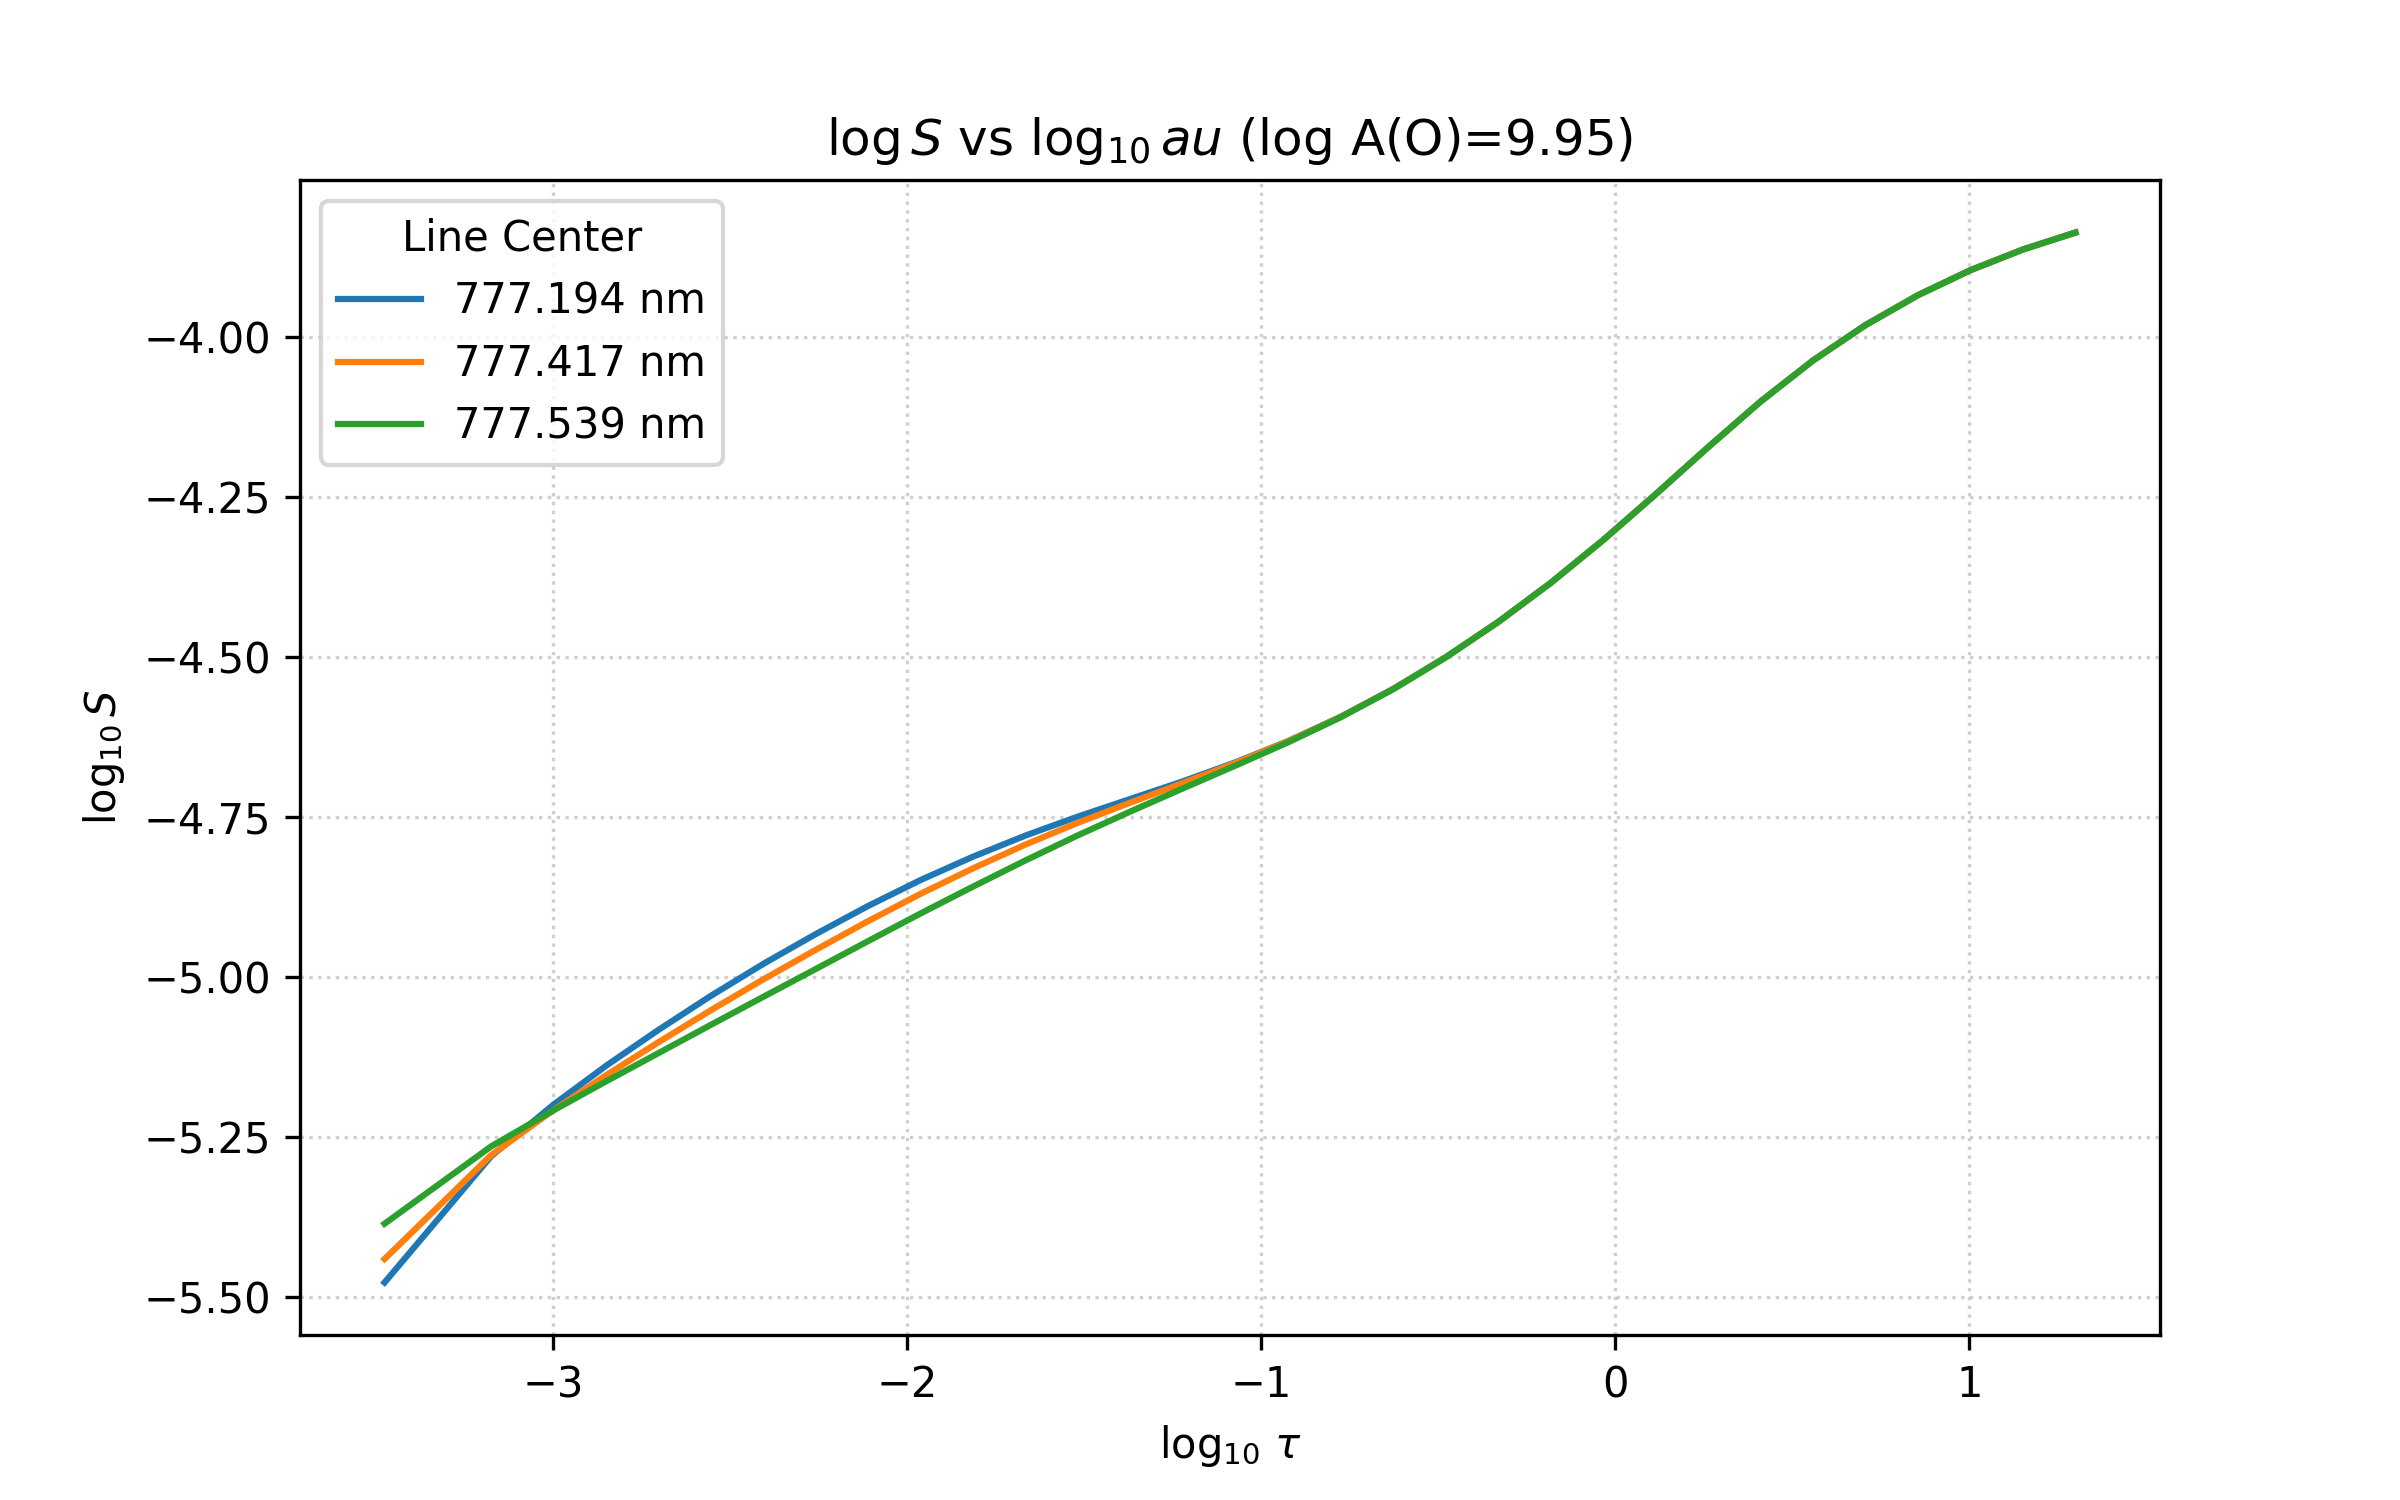 log S vs log₁₀ au (log A(O)=9.95)
Line Center
777.194 nm
777.417 nm
777.539 nm
−4.00
−4.25
−4.50
−4.75
−5.00
−5.25
−5.50
log₁₀ S
−3
−2
−1
0
1
log₁₀ τ